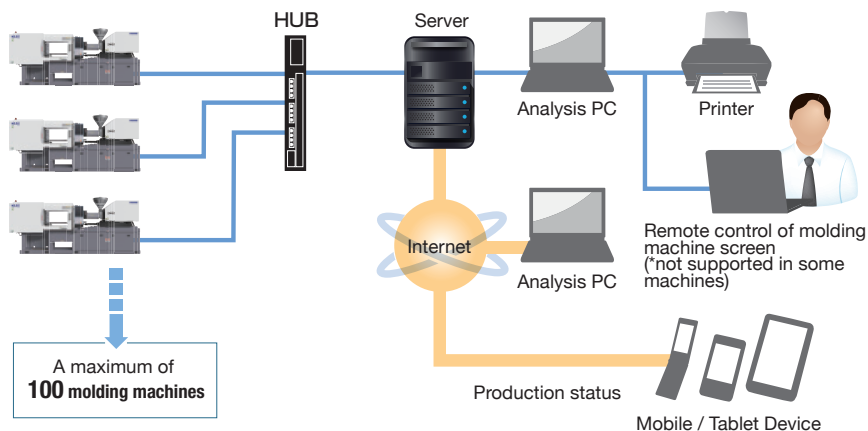 HUB
Server
Analysis PC
Printer
Internet
Analysis PC
Remote control of molding
machine screen
(*not supported in some
machines)
A maximum of
100 molding machines
Production status
Mobile / Tablet Device